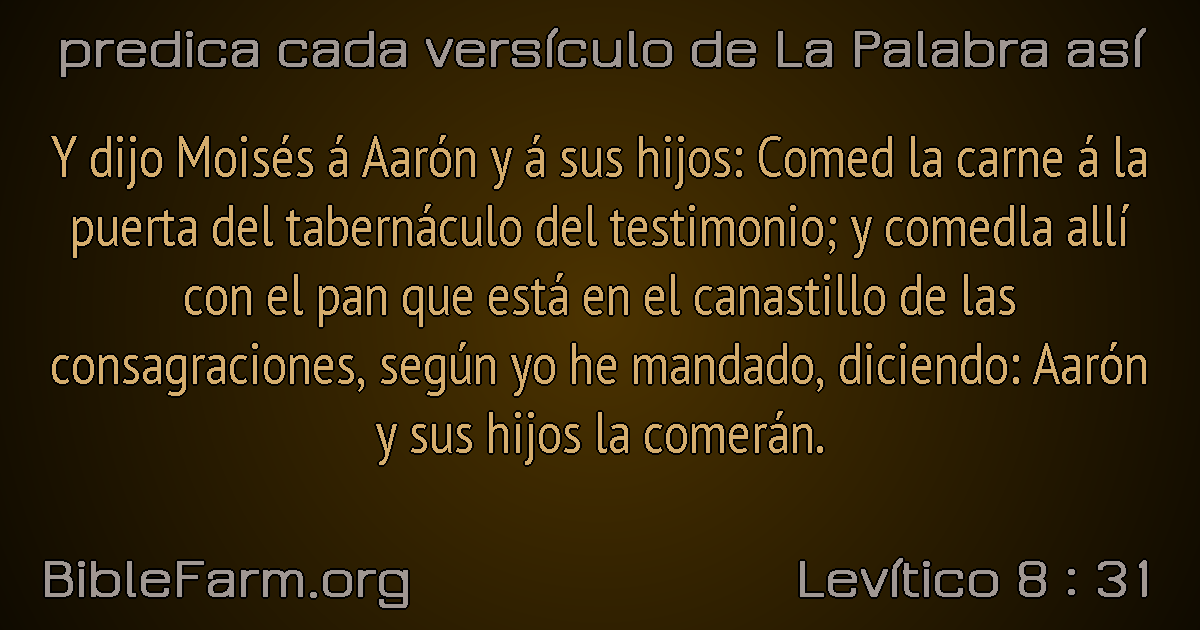 predica cada versículo de La Palabra así
Y dijo Moisés á Aarón y á sus hijos: Comed la carne á la
puerta del tabernáculo del testimonio; y comedla allí
con el pan que está en el canastillo de las
consagraciones, según yo he mandado, diciendo: Aarón
y sus hijos la comerán.
BibleFarm.org
Levítico 8 : 31